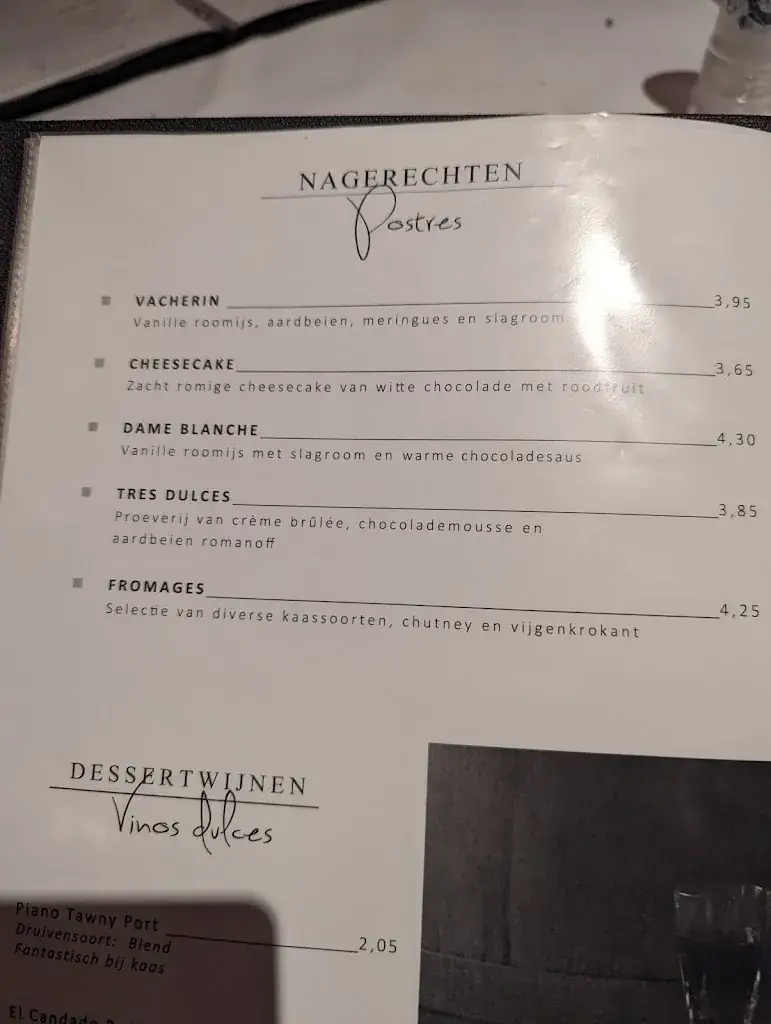 NAGERECHTEN
Postres
VACHERIN 3,95
Vanille roomijs, aardbeien, meringues en slagroom
CHEESECAKE 3,65
Zacht romige cheesecake van witte chocolade met roodfruit
DAME BLANCHE 4,30
Vanille roomijs met slagroom en warme chocoladesaus
TRES DULCES 3,85
Proeverij van crème brûlée, chocolademousse en
aardbeien romanoff
FROMAGES 4,25
Selectie van diverse kaassoorten, chutney en vijgenkrokant
DESSERTWIJNEN
Vinos dulces
Piano Tawny Port 2,05
Druivensoort: Blend
Fantastisch bij kaas
El Candado